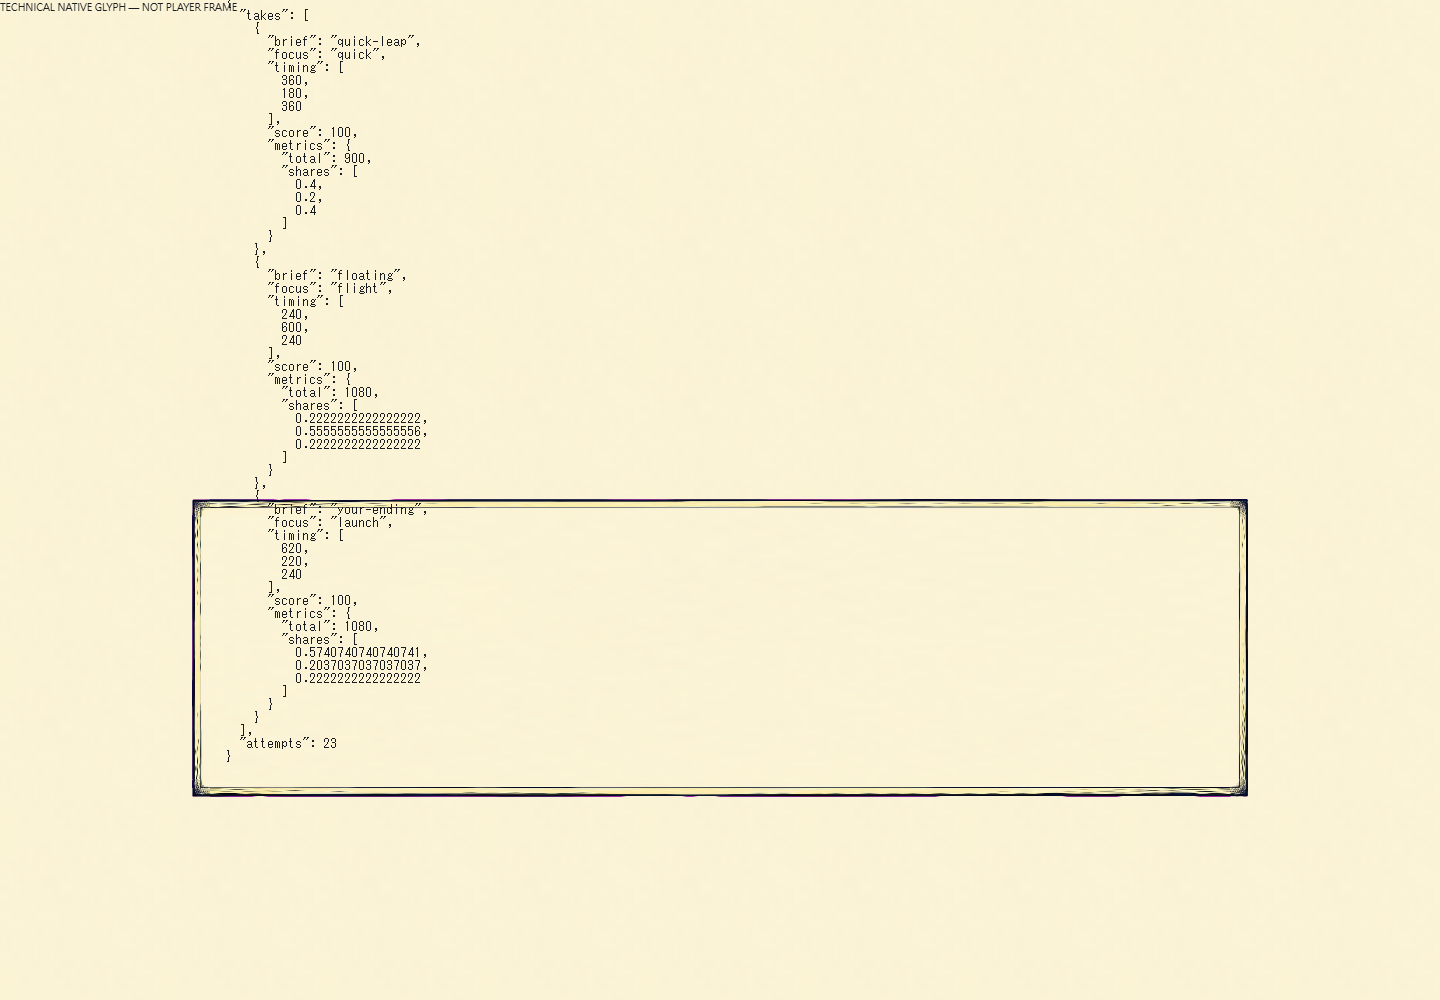 TECHNICAL NATIVE GLYPH — NOT PLAYER FRAME
"takes": [
{
"brief": "quick-leap",
"focus": "quick",
"timing": [
360,
180,
360
],
"score": 100,
"metrics": {
"total": 900,
"shares": [
0.4,
0.2,
0.4
]
}
},
{
"brief": "floating",
"focus": "flight",
"timing": [
240,
600,
240
],
"score": 100,
"metrics": {
"total": 1080,
"shares": [
0.2222222222222222,
0.5555555555555556,
0.2222222222222222
]
}
},
{
"brief": "your-ending",
"focus": "launch",
"timing": [
620,
220,
240
],
"score": 100,
"metrics": {
"total": 1080,
"shares": [
0.5740740740740741,
0.2037037037037037,
0.2222222222222222
]
}
}
],
"attempts": 23
}